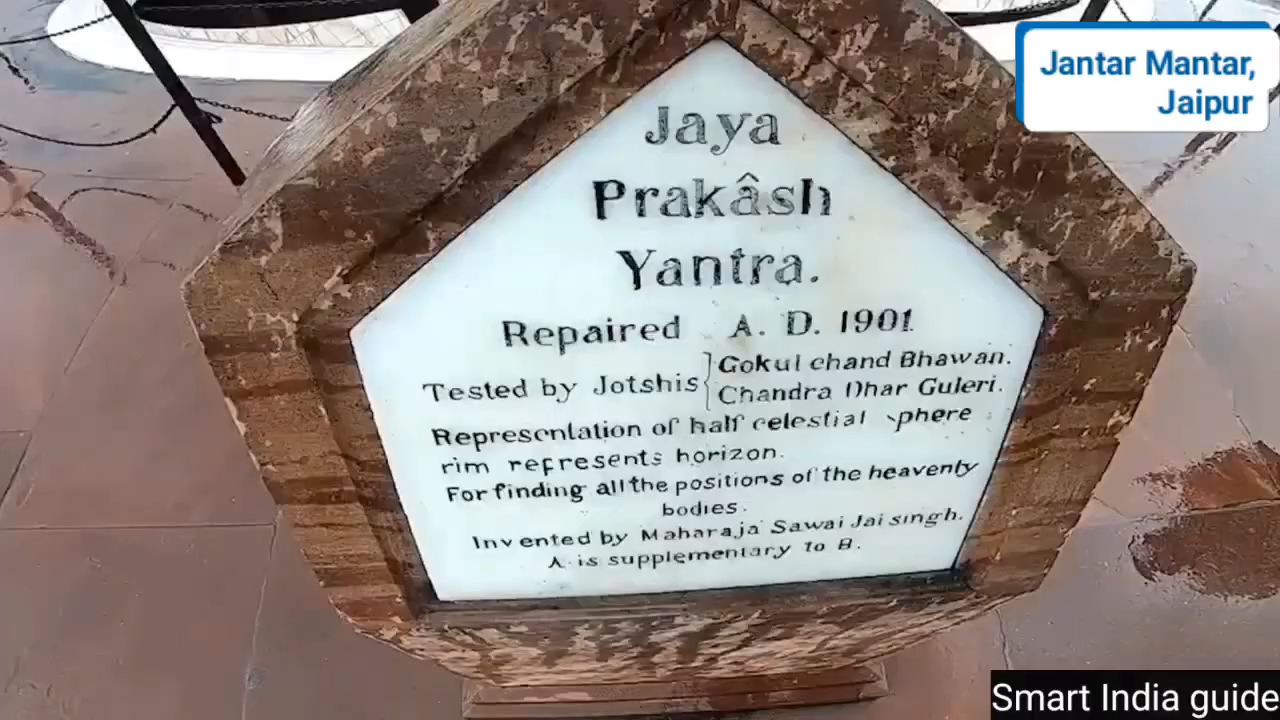 Jantar Mantar,
Jaipur
Jaya
Prakâsh
Yantra.
Repaired A. D. 1901
Tested by Jotshis { Gokul chand Bhawan.
Chandra Dhar Guleri.
Representation of half celestial sphere
rim represents horizon.
For finding all the positions of the heavenly
bodies.
Invented by Maharaja Sawai Jai singh.
A is supplementary to B.
Smart India guide